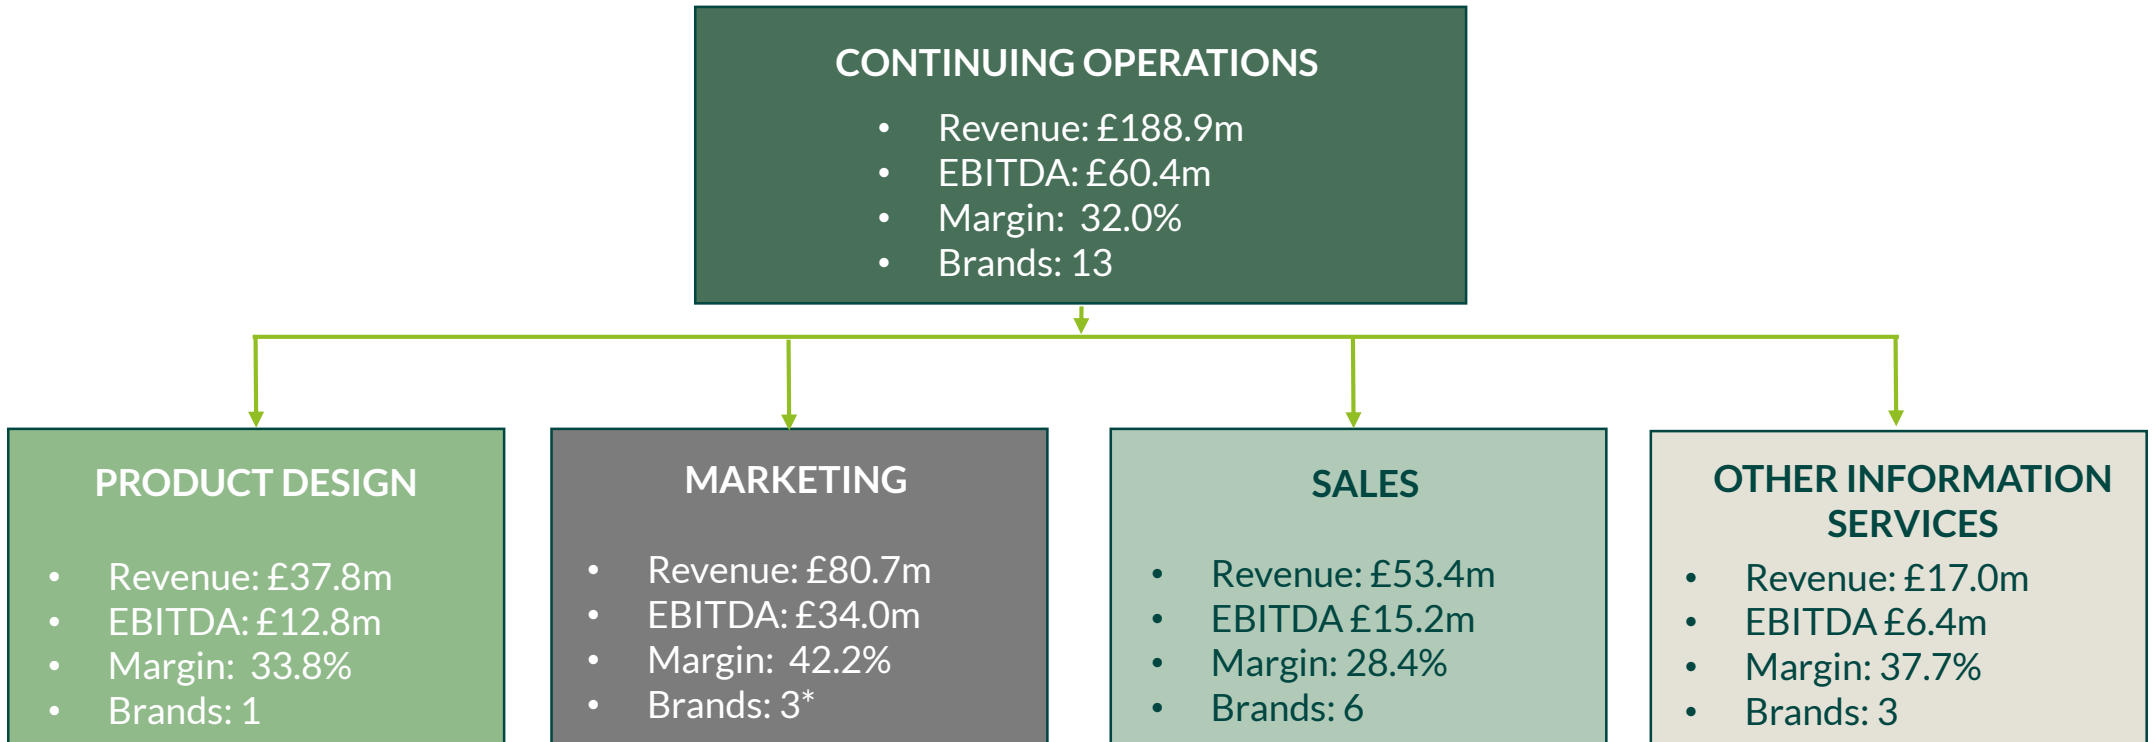 CONTINUING OPERATIONS
• Revenue: £188.9m
• EBITDA: £60.4m
• Margin: 32.0%
• Brands: 13
PRODUCT DESIGN
• Revenue: £37.8m
• EBITDA: £12.8m
• Margin: 33.8%
• Brands: 1
MARKETING
• Revenue: £80.7m
• EBITDA: £34.0m
• Margin: 42.2%
• Brands: 3*
SALES
• Revenue: £53.4m
• EBITDA £15.2m
• Margin: 28.4%
• Brands: 6
OTHER INFORMATION
SERVICES
• Revenue: £17.0m
• EBITDA £6.4m
• Margin: 37.7%
• Brands: 3